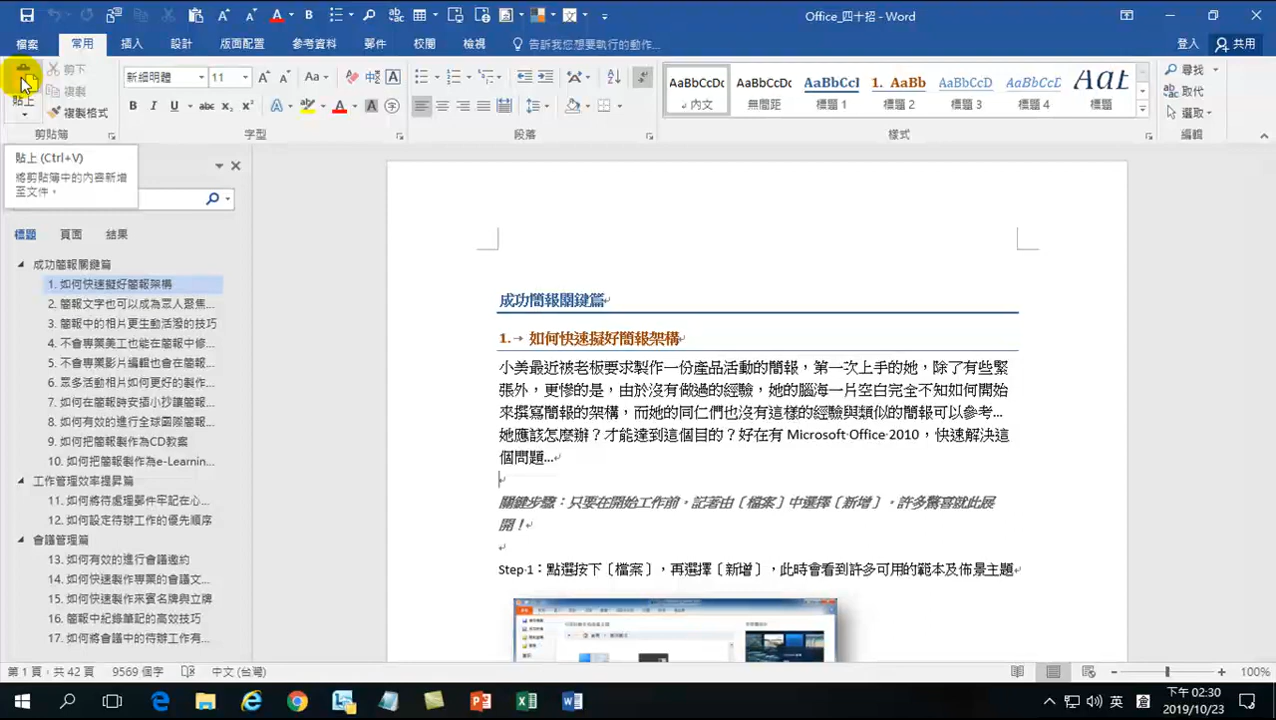 Office_四十招 - Word
檔案 常用 插入 設計 版面配置 參考資料 郵件 校閱 檢視 告訴我您想要執行的動作... 登入 共用
貼上 剪下 複製 複製格式
新細明體 11
AaBbCcDc AaBbCcDc AaBbCcI 1. AaBb AaBbCcD AaBbCcD AaBb
內文 無間距 標題 1 標題 2 標題 3 標題 4 標題
尋找 取代 選取
剪貼簿 字型 段落 樣式 編輯
貼上 (Ctrl+V)
將剪貼簿中的內容新增
至文件。
標題 頁面 結果
成功簡報關鍵篇
1. 如何快速擬好簡報架構
2. 簡報文字也可以成為眾人聚焦...
3. 簡報中的相片更生動活潑的技巧
4. 不會專業美工也能在簡報中修...
5. 不會專業影片編輯也會在簡報...
6. 眾多活動相片如何更好的製作...
7. 如何在簡報時安插小抄讓簡報...
8. 如何有效的進行全球團隊簡報...
9. 如何把簡報製作為CD教案
10. 如何把簡報製作為e-Learnin...
工作管理效率提昇篇
11. 如何將待處理郵件牢記在心...
12. 如何設定待辦工作的優先順序
會議管理篇
13. 如何有效的進行會議邀約
14. 如何快速製作專業的會議文...
15. 如何快速製作來賓名牌與立牌
16. 簡報中紀錄筆記的高效技巧
17. 如何將會議中的待辦工作有...
成功簡報關鍵篇
1. 如何快速擬好簡報架構
小美最近被老板要求製作一份產品活動的簡報，第一次上手的她，除了有些緊
張外，更慘的是，由於沒有做過的經驗，她的腦海一片空白完全不知如何開始
來撰寫簡報的架構，而她的同仁們也沒有這樣的經驗與類似的簡報可以參考...
她應該怎麼辦？才能達到這個目的？好在有 Microsoft Office 2010，快速解決這
個問題...
關鍵步驟：只要在開始工作前，記著由〔檔案〕中選擇〔新增〕，許多驚喜就此展
開！
Step 1：點選按下〔檔案〕，再選擇〔新增〕，此時會看到許多可用的範本及佈景主題
第 1 頁，共 42 頁 9569 個字 中文 (台灣) 100%
英 下午 02:30
2019/10/23